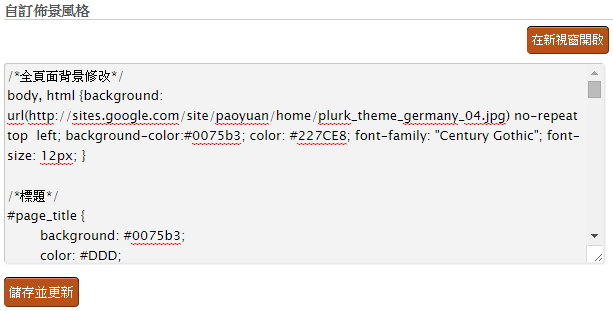 自訂佈景風格
在新視窗開啟
/*全頁面背景修改*/
body, html {background:
url(http://sites.google.com/site/paoyuan/home/plurk_theme_germany_04.jpg) no-repeat
top left; background-color:#0075b3; color: #227CE8; font-family: "Century Gothic"; font-
size: 12px; }
/*標題*/
#page_title {
background: #0075b3;
color: #DDD;
儲存並更新